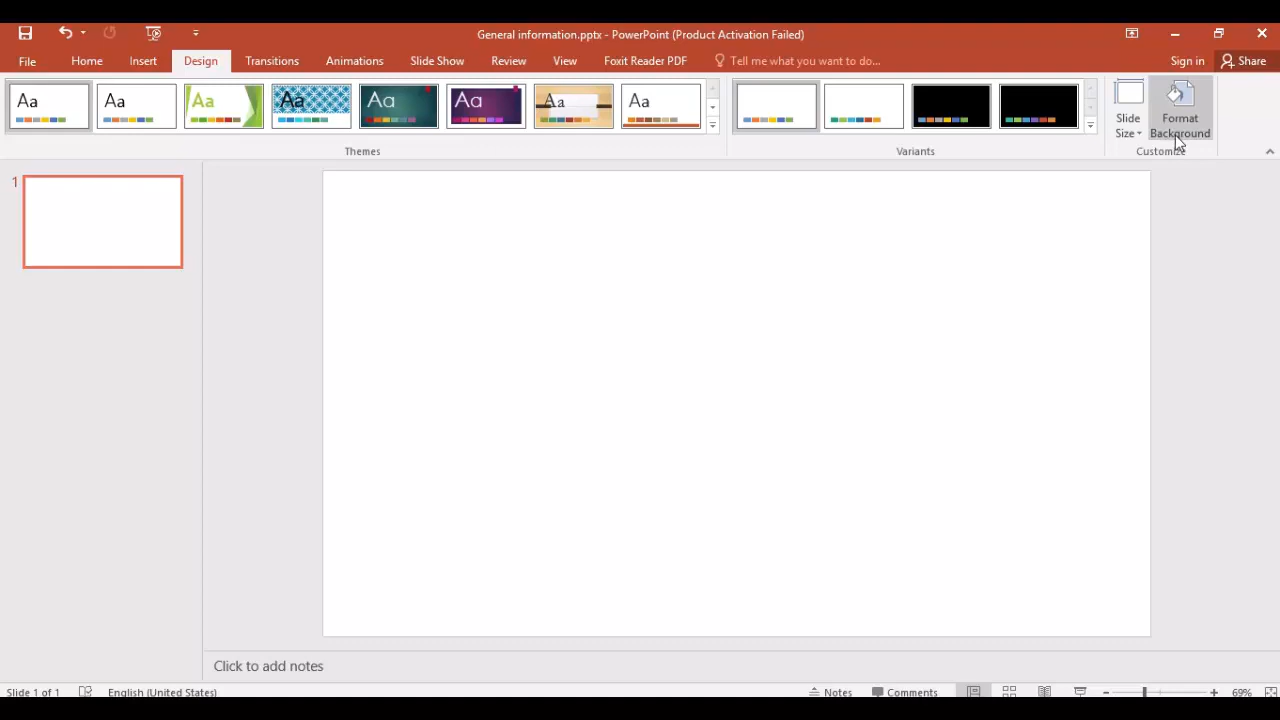 General information.pptx - PowerPoint (Product Activation Failed)
File Home Insert Design Transitions Animations Slide Show Review View Foxit Reader PDF Tell me what you want to do... Sign in Share
Aa Aa Aa Aa Aa Aa Aa Aa
Slide Size
Format Background
Themes Variants Customize
1
Click to add notes
Slide 1 of 1 English (United States) Notes Comments 69%